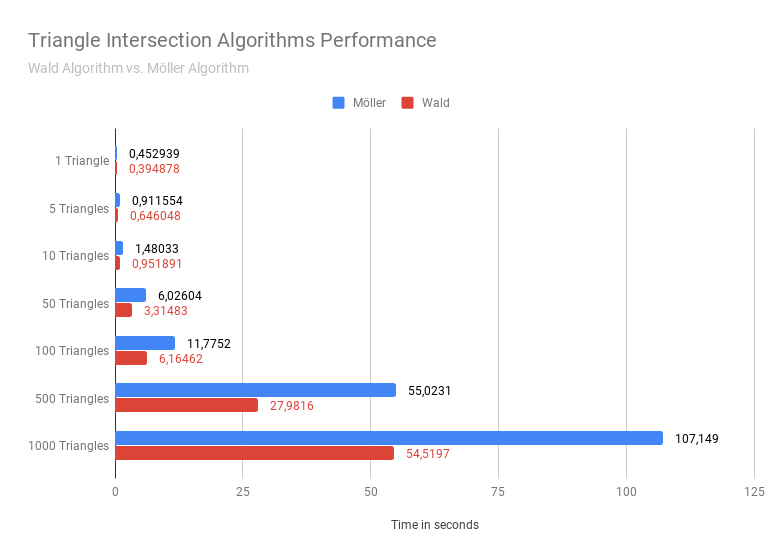 Triangle Intersection Algorithms Performance
Wald Algorithm vs. Möller Algorithm
Möller Wald
1 Triangle 0,452939
0,394878
5 Triangles 0,911554
0,646048
10 Triangles 1,48033
0,951891
50 Triangles 6,02604
3,31483
100 Triangles 11,7752
6,16462
500 Triangles 55,0231
27,9816
1000 Triangles 107,149
54,5197
0 25 50 75 100 125
Time in seconds